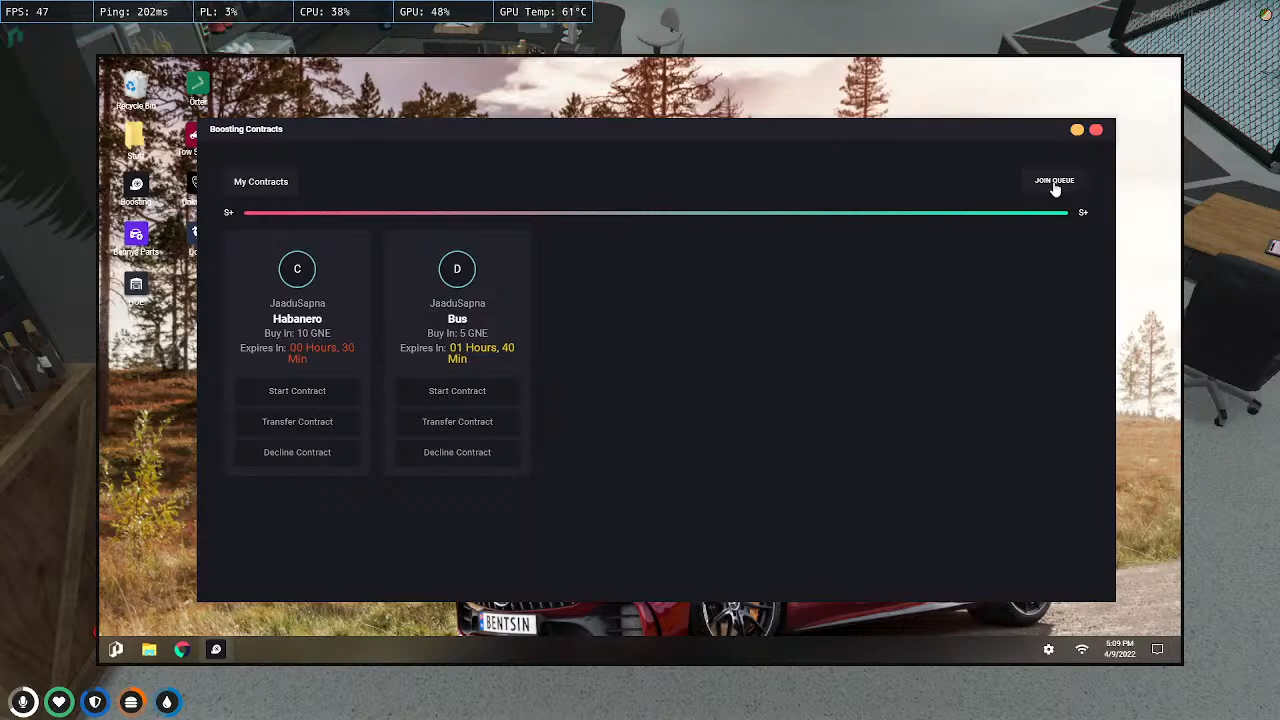 FPS: 47 Ping: 202ms PL: 3% CPU: 38% GPU: 48% GPU Temp: 61°C
Recycle Bin
Boosting
Bennys Parts
Boosting Contracts
My Contracts
JOIN QUEUE
S+ S+
C
JaaduSapna
Habanero
Buy In: 10 GNE
Expires In: 00 Hours, 30
Min
Start Contract
Transfer Contract
Decline Contract
D
JaaduSapna
Bus
Buy In: 5 GNE
Expires In: 01 Hours, 40
Min
Start Contract
Transfer Contract
Decline Contract
BENTSIN
5:09 PM
4/9/2022